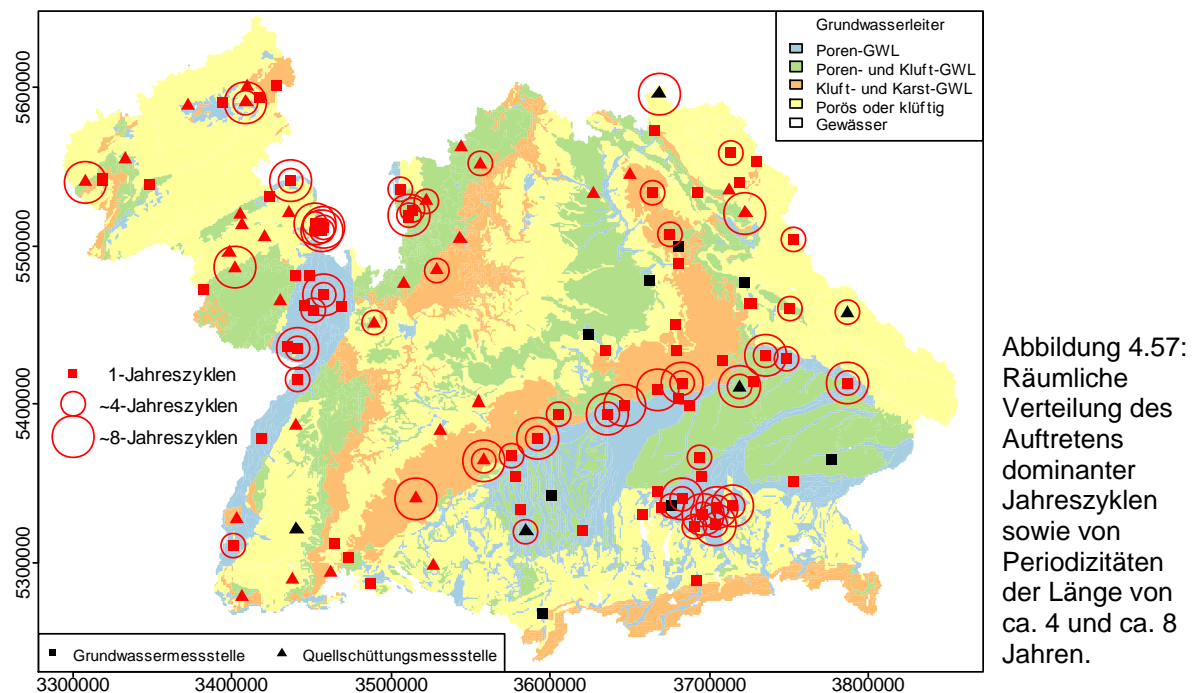 Grundwasserleiter
Poren-GWL
Poren- und Kluft-GWL
Kluft- und Karst-GWL
Porös oder klüftig
Gewässer
5600000
5500000
5400000
5300000
1-Jahreszyklen
~4-Jahreszyklen
~8-Jahreszyklen
Grundwassermessstelle Quellschüttungsmessstelle
3300000 3400000 3500000 3600000 3700000 3800000
Abbildung 4.57:
Räumliche
Verteilung des
Auftretens
dominanter
Jahreszyklen
sowie von
Periodizitäten
der Länge von
ca. 4 und ca. 8
Jahren.